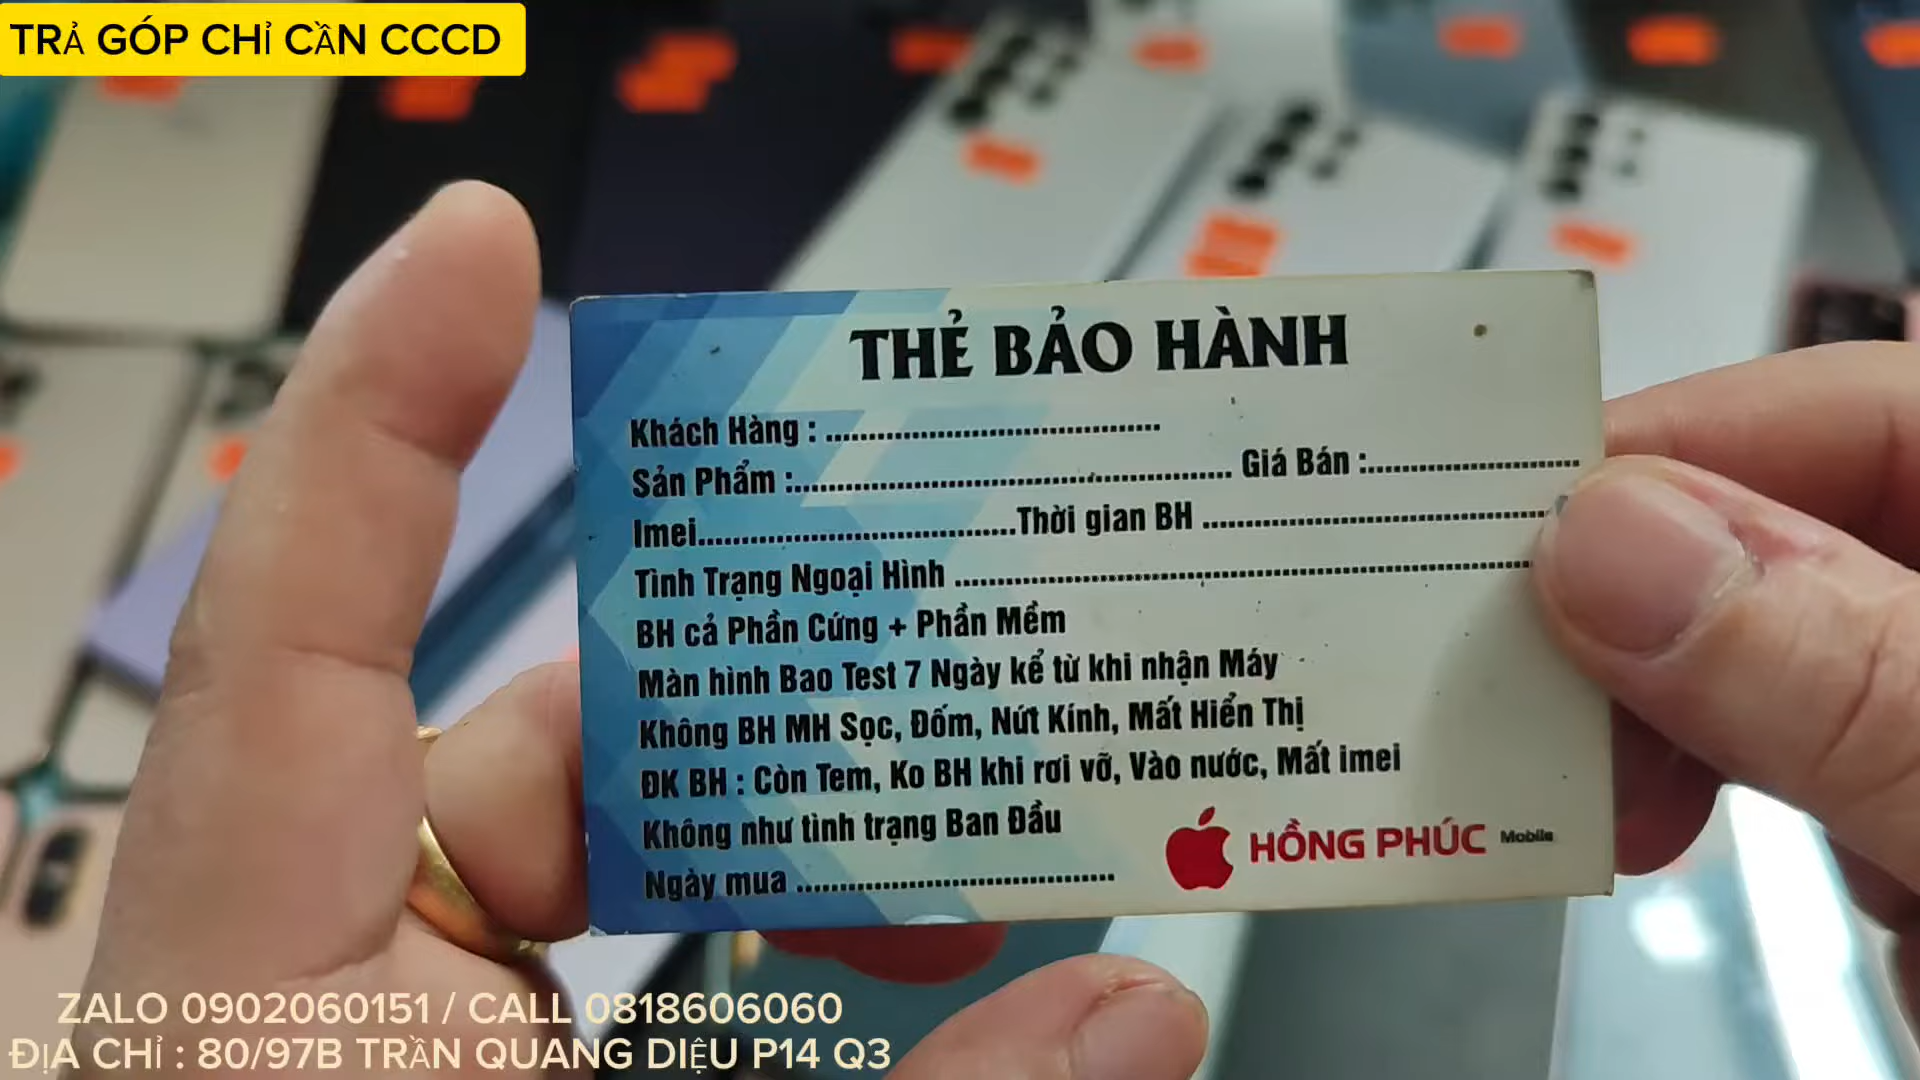 TRẢ GÓP CHỈ CẦN CCCD
THẺ BẢO HÀNH
Khách Hàng : ........................................
Sản Phẩm :.................................................... Giá Bán :.........................
Imei.....................................Thời gian BH ........................................
Tình Trạng Ngoại Hình .....................................................................
BH cả Phần Cứng + Phần Mềm
Màn hình Bao Test 7 Ngày kể từ khi nhận Máy
Không BH MH Sọc, Đốm, Nứt Kính, Mất Hiển Thị
ĐK BH : Còn Tem, Ko BH khi rơi vỡ, Vào nước, Mất imei
Không như tình trạng Ban Đầu
Ngày mua .....................................
HỒNG PHÚC Mobile
ZALO 0902060151 / CALL 0818606060
ĐỊA CHỈ : 80/97B TRẦN QUANG DIỆU P14 Q3